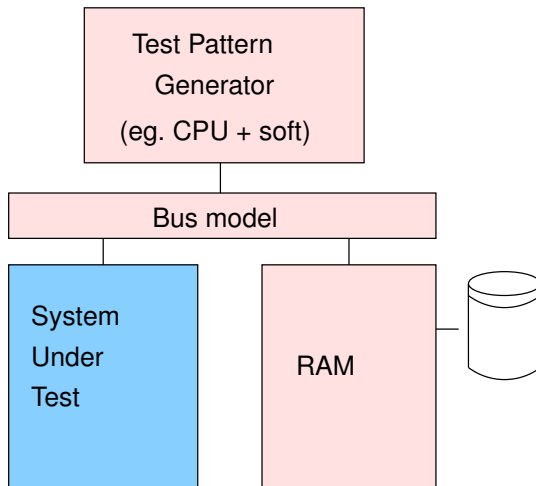 Test Pattern
Generator
(eg. CPU + soft)
Bus model
System
Under
Test
RAM